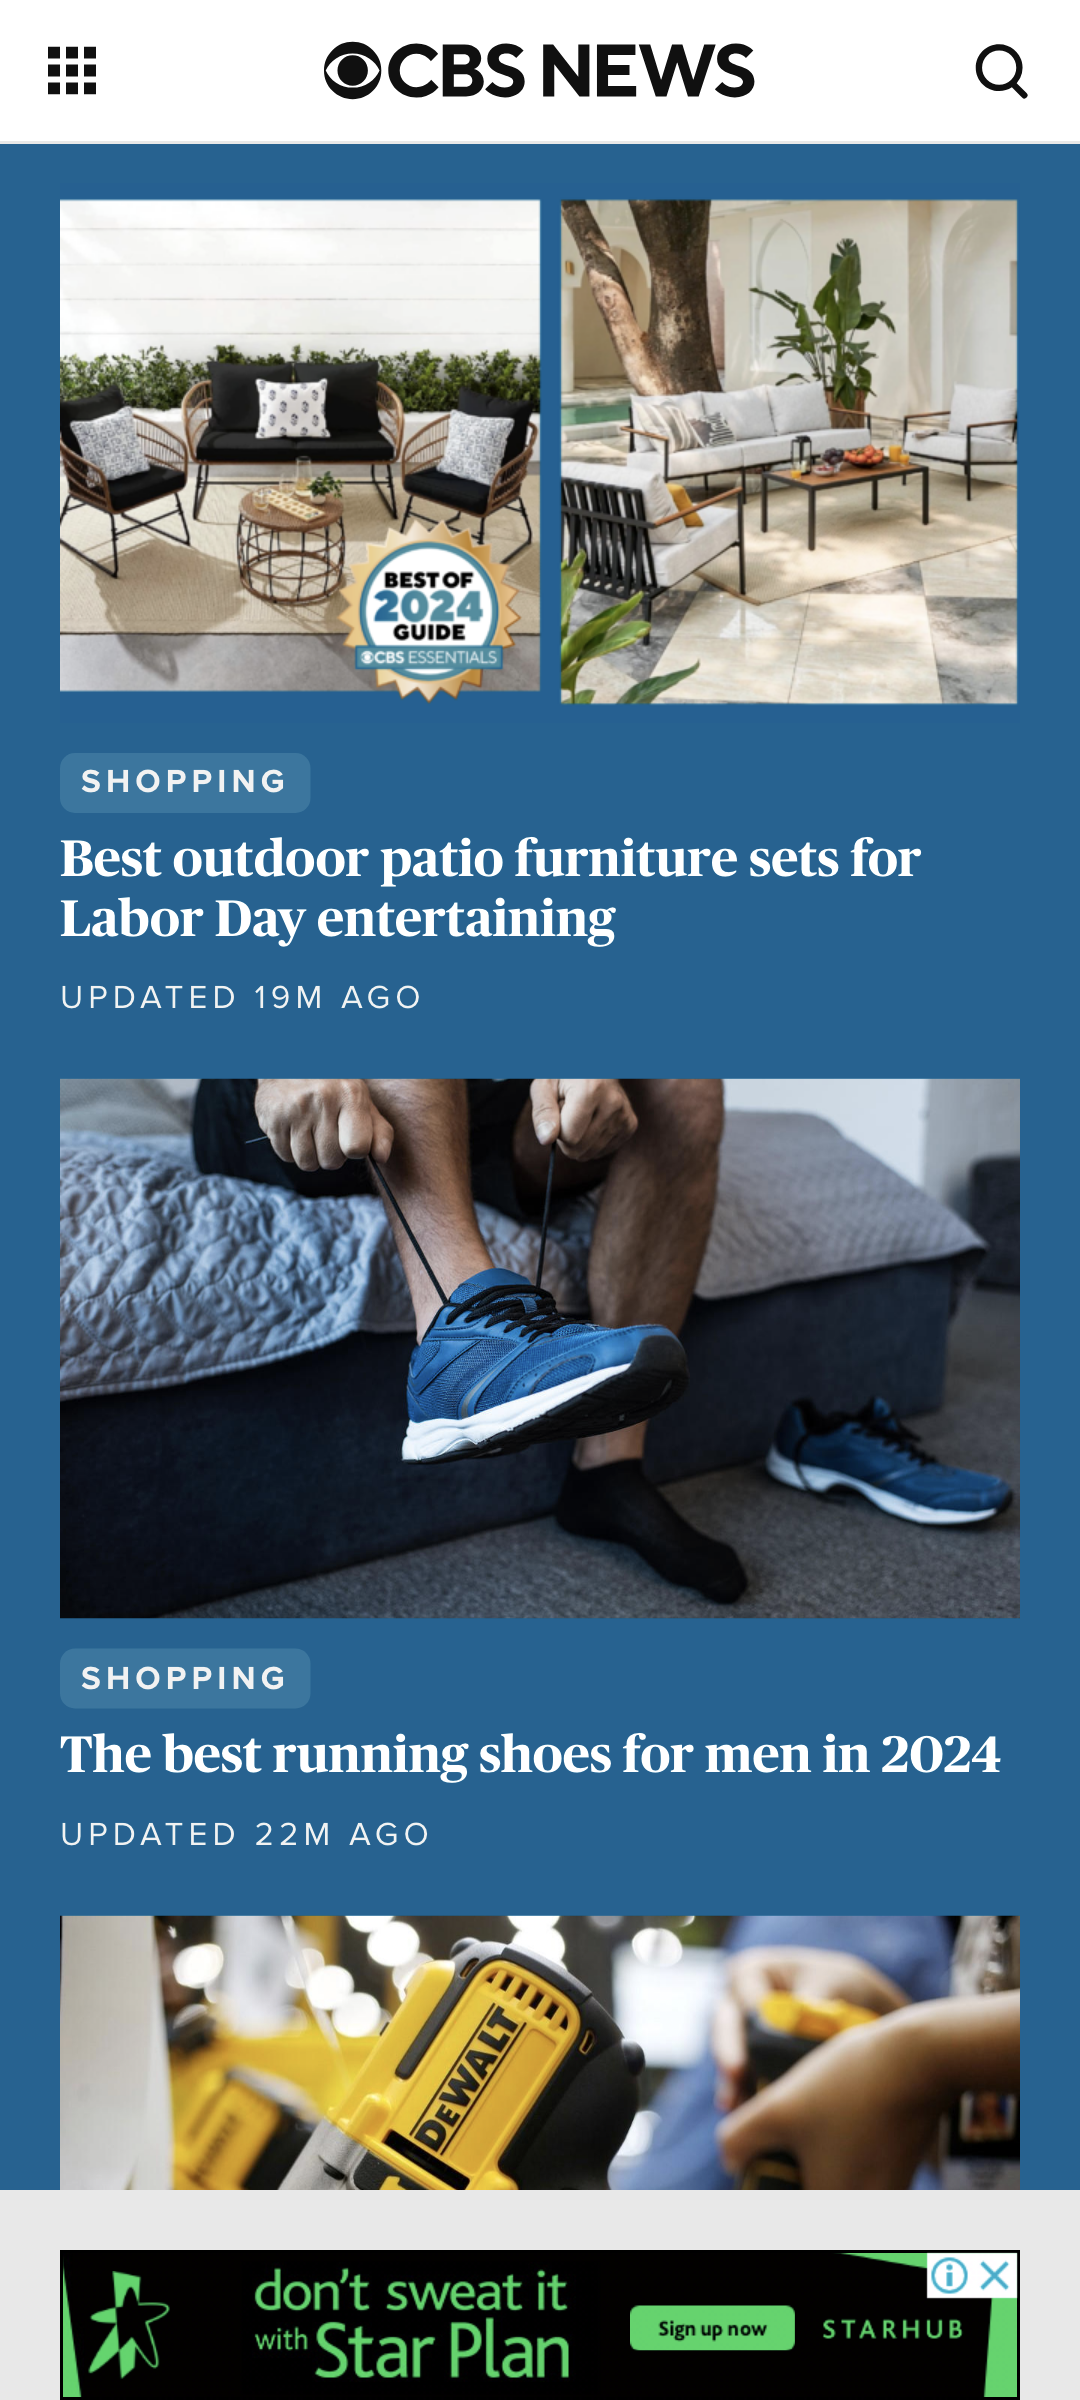 CBS NEWS
BEST OF
2024
GUIDE
CBS ESSENTIALS
SHOPPING
Best outdoor patio furniture sets for
Labor Day entertaining
UPDATED 19M AGO
SHOPPING
The best running shoes for men in 2024
UPDATED 22M AGO
DEWALT
don't sweat it
with Star Plan
Sign up now
STARHUB